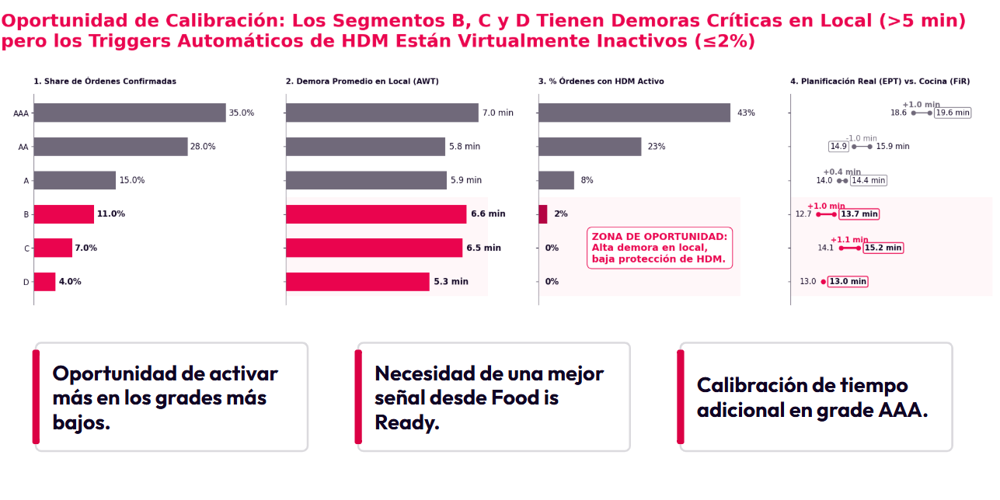 Oportunidad de Calibración: Los Segmentos B, C y D Tienen Demoras Críticas en Local (>5 min)
pero los Triggers Automáticos de HDM Están Virtualmente Inactivos (≤2%)
1. Share de Órdenes Confirmadas
AAA 35.0%
AA 28.0%
A 15.0%
B 11.0%
C 7.0%
D 4.0%
2. Demora Promedio en Local (AWT)
7.0 min
5.8 min
5.9 min
6.6 min
6.5 min
5.3 min
3. % Órdenes con HDM Activo
43%
23%
8%
2%
0%
0%
ZONA DE OPORTUNIDAD:
Alta demora en local,
baja protección de HDM.
4. Planificación Real (EPT) vs. Cocina (FiR)
+1.0 min
18.6 19.6 min
-1.0 min
14.9 15.9 min
+0.4 min
14.0 14.4 min
+1.0 min
12.7 13.7 min
+1.1 min
14.1 15.2 min
13.0 13.0 min
Oportunidad de activar
más en los grades más
bajos.
Necesidad de una mejor
señal desde Food is
Ready.
Calibración de tiempo
adicional en grade AAA.